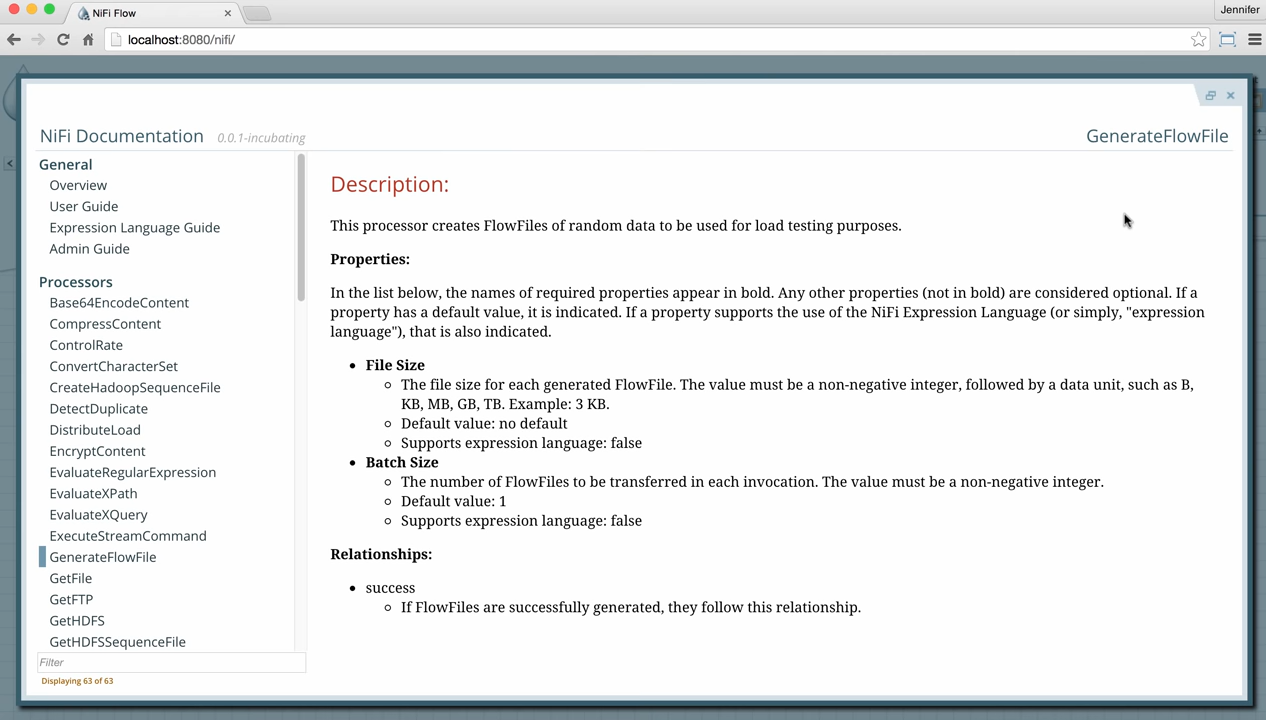 NiFi Flow
Jennifer
localhost:8080/nifi/
NiFi Documentation 0.0.1-incubating
GenerateFlowFile
General
Overview
User Guide
Expression Language Guide
Admin Guide
Processors
Base64EncodeContent
CompressContent
ControlRate
ConvertCharacterSet
CreateHadoopSequenceFile
DetectDuplicate
DistributeLoad
EncryptContent
EvaluateRegularExpression
EvaluateXPath
EvaluateXQuery
ExecuteStreamCommand
GenerateFlowFile
GetFile
GetFTP
GetHDFS
GetHDFSSequenceFile
Filter
Displaying 63 of 63
Description:
This processor creates FlowFiles of random data to be used for load testing purposes.
Properties:
In the list below, the names of required properties appear in bold. Any other properties (not in bold) are considered optional. If a
property has a default value, it is indicated. If a property supports the use of the NiFi Expression Language (or simply, "expression
language"), that is also indicated.
File Size
The file size for each generated FlowFile. The value must be a non-negative integer, followed by a data unit, such as B,
KB, MB, GB, TB. Example: 3 KB.
Default value: no default
Supports expression language: false
Batch Size
The number of FlowFiles to be transferred in each invocation. The value must be a non-negative integer.
Default value: 1
Supports expression language: false
Relationships:
success
If FlowFiles are successfully generated, they follow this relationship.